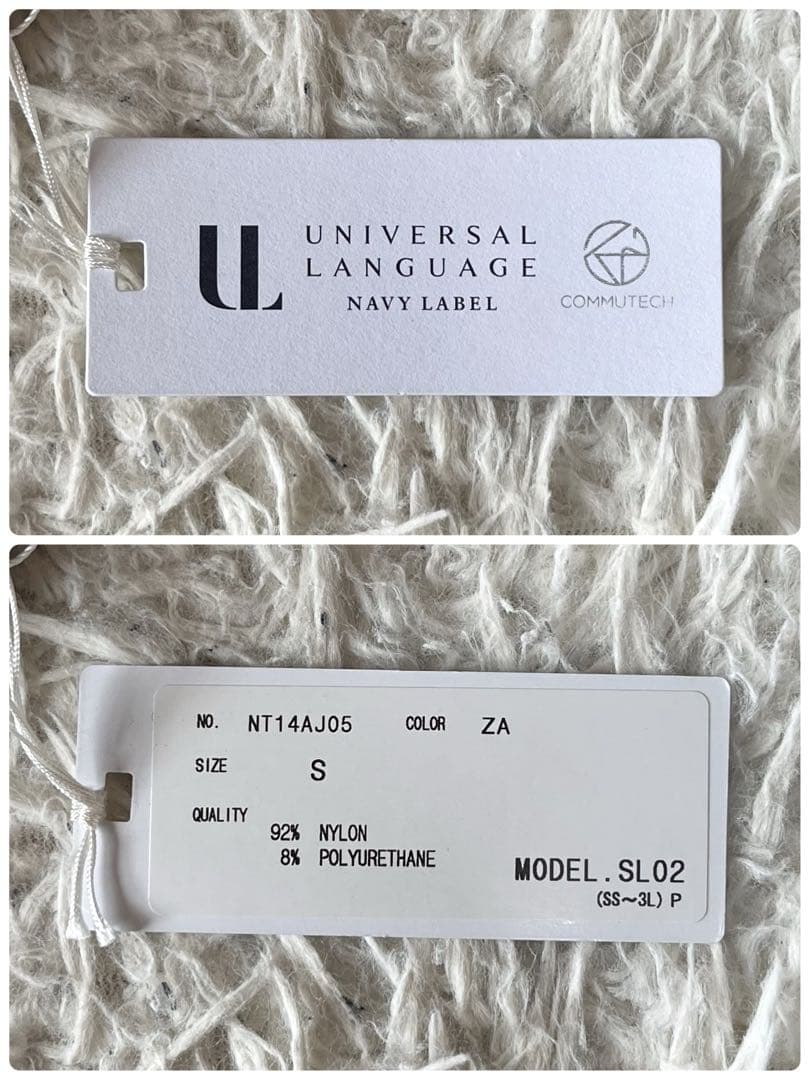 UL
UNIVERSAL
LANGUAGE
NAVY LABEL
COMMUTECH
NO. NT14AJ05 COLOR ZA
SIZE S
QUALITY
92% NYLON
8% POLYURETHANE
MODEL.SL02
(SS～3L) P